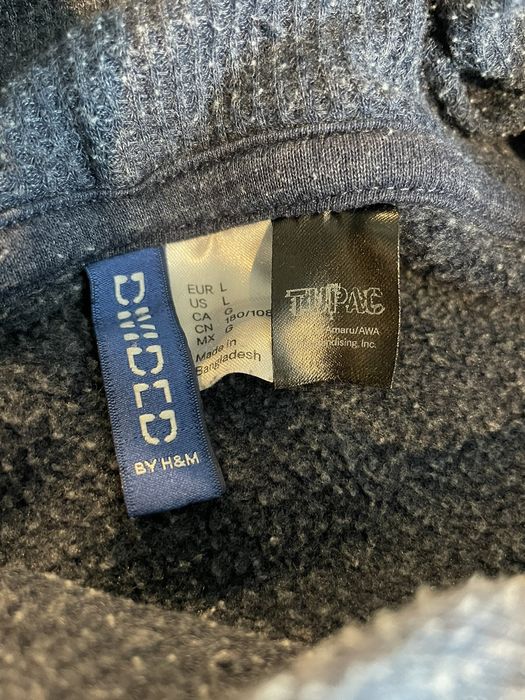 DIVIDED
BY H&M
EUR L
US L
CA G
CN 180/108
MX G
Made in
Bangladesh
TUPAC
Amaru/AWA
Inc.